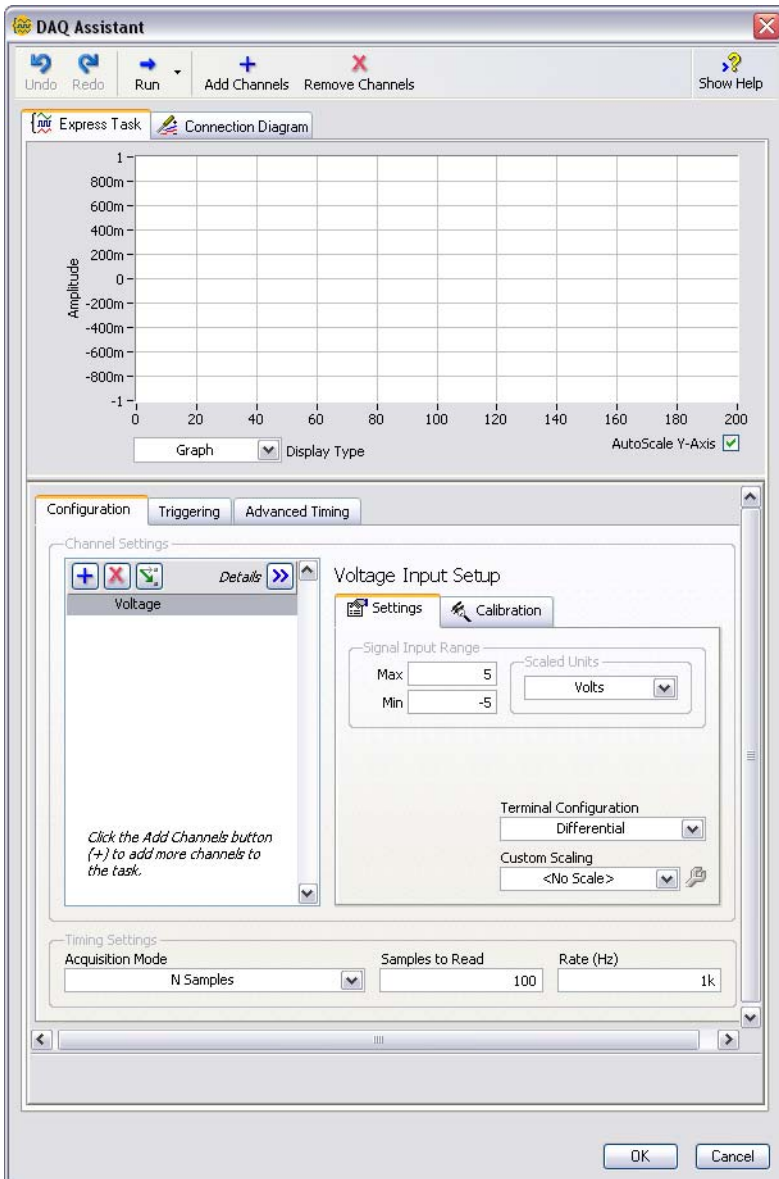 DAQ Assistant
Undo Redo Run Add Channels Remove Channels Show Help
Express Task Connection Diagram
1
800m
600m
400m
200m
0
-200m
-400m
-600m
-800m
-1
Amplitude
0 20 40 60 80 100 120 140 160 180 200
Graph Display Type AutoScale Y-Axis
Configuration Triggering Advanced Timing
Channel Settings
Details
Voltage
Click the Add Channels button
(+) to add more channels to
the task.
Voltage Input Setup
Settings Calibration
Signal Input Range
Max 5
Min -5
Scaled Units
Volts
Terminal Configuration
Differential
Custom Scaling
<No Scale>
Timing Settings
Acquisition Mode Samples to Read Rate (Hz)
N Samples 100 1k
OK Cancel